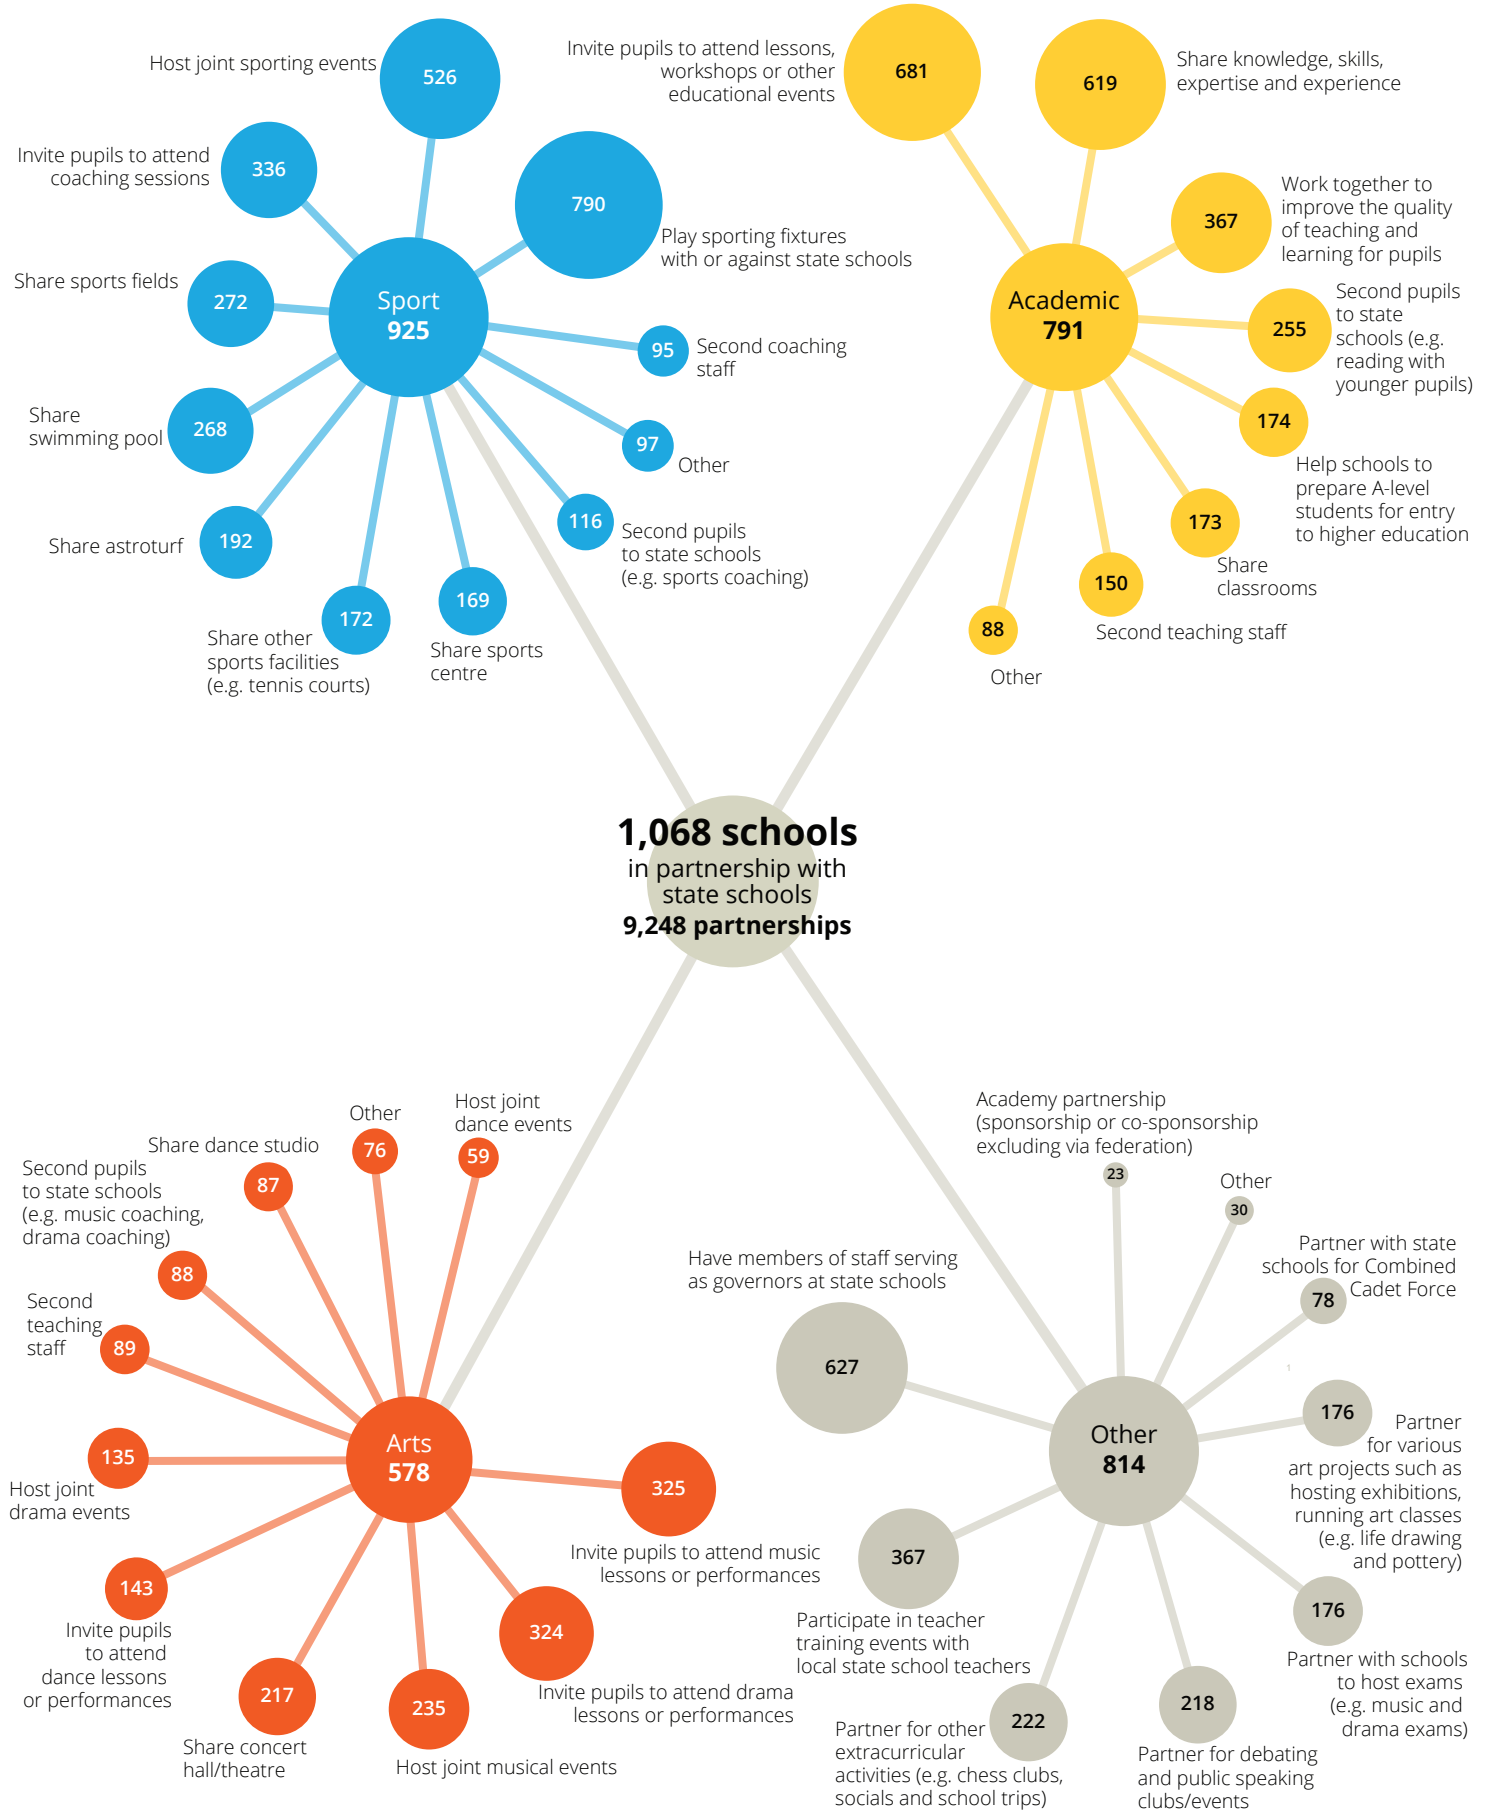 Host joint sporting events
526
Invite pupils to attend
coaching sessions
336
790
Play sporting fixtures
with or against state schools
Share sports fields
272
Sport
925
95
Second coaching
staff
Share
swimming pool
268
97
Other
Share astroturf
192
116
Second pupils
to state schools
(e.g. sports coaching)
172
Share other
sports facilities
(e.g. tennis courts)
169
Share sports
centre
Invite pupils to attend lessons,
workshops or other
educational events
681
619
Share knowledge, skills,
expertise and experience
367
Work together to
improve the quality
of teaching and
learning for pupils
Academic
791
255
Second pupils
to state
schools (e.g.
reading with
younger pupils)
174
Help schools to
prepare A-level
students for entry
to higher education
173
Share
classrooms
150
Second teaching staff
88
Other
1,068 schools
in partnership with
state schools
9,248 partnerships
Host joint
dance events
59
Other
76
Share dance studio
87
Second pupils
to state schools
(e.g. music coaching,
drama coaching)
88
Second
teaching
staff
89
Arts
578
135
Host joint
drama events
325
Invite pupils to attend music
lessons or performances
143
Invite pupils
to attend
dance lessons
or performances
324
Invite pupils to attend drama
lessons or performances
217
Share concert
hall/theatre
235
Host joint musical events
Academy partnership
(sponsorship or co-sponsorship
excluding via federation)
23
Other
30
Partner with state
schools for Combined
Cadet Force
78
1
Have members of staff serving
as governors at state schools
627
Other
814
176
Partner
for various
art projects such as
hosting exhibitions,
running art classes
(e.g. life drawing
and pottery)
367
Participate in teacher
training events with
local state school teachers
176
Partner with schools
to host exams
(e.g. music and
drama exams)
222
Partner for other
extracurricular
activities (e.g. chess clubs,
socials and school trips)
218
Partner for debating
and public speaking
clubs/events